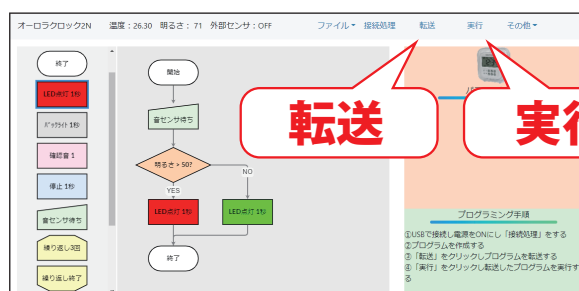 オーロラクロック2N 温度：26.30 明るさ： 71 外部センサ：OFF ファイル 接続処理 転送 実行 その他
終了
LED点灯 1秒
ﾊﾞｯｸﾗｲﾄ 1秒
確認音 1
停止 1秒
音センサ待ち
繰り返し3回
繰り返し終了
開始
音センサ待ち
明るさ > 50?
YES
NO
LED点灯 1秒
LED点灯 1秒
終了
転送
実行
プログラミング手順
①USBで接続し電源をONにし「接続処理」をする
②プログラムを作成する
③「転送」をクリックしプログラムを転送する
④「実行」をクリックし転送したプログラムを実行す
る